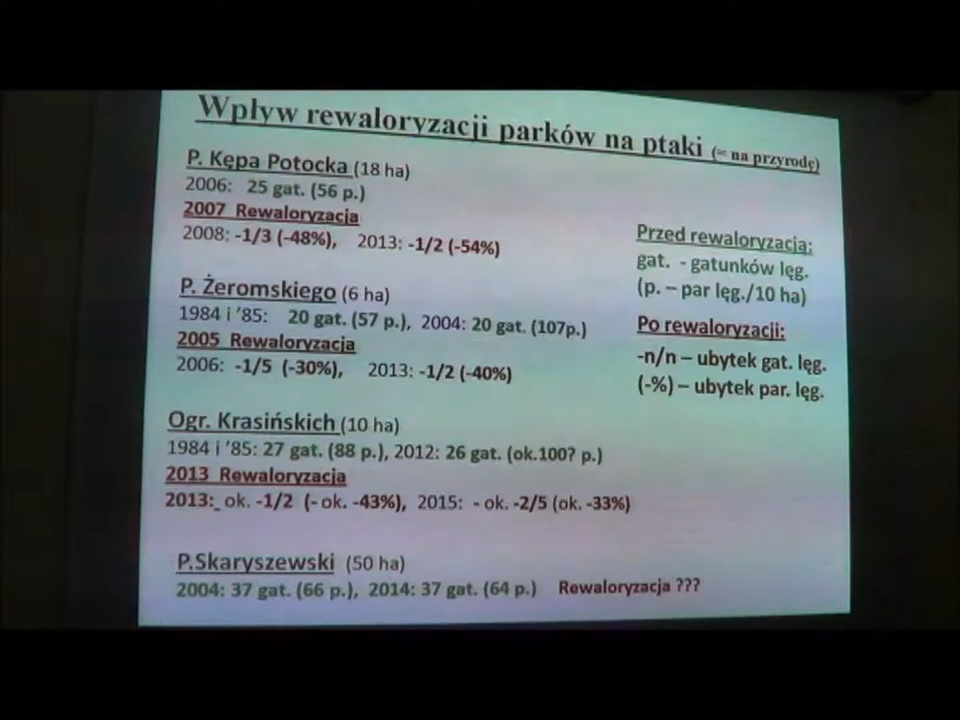 Wpływ rewaloryzacji parków na ptaki (= na przyrodę)
P. Kępa Potocka (18 ha)
2006: 25 gat. (56 p.)
2007 Rewaloryzacja
2008: -1/3 (-48%), 2013: -1/2 (-54%)
P. Żeromskiego (6 ha)
1984 i '85: 20 gat. (57 p.), 2004: 20 gat. (107p.)
2005 Rewaloryzacja
2006: -1/5 (-30%), 2013: -1/2 (-40%)
Ogr. Krasińskich (10 ha)
1984 i '85: 27 gat. (88 p.), 2012: 26 gat. (ok.100? p.)
2013 Rewaloryzacja
2013: ok. -1/2 (- ok. -43%), 2015: - ok. -2/5 (ok. -33%)
P.Skaryszewski (50 ha)
2004: 37 gat. (66 p.), 2014: 37 gat. (64 p.) Rewaloryzacja ???
Przed rewaloryzacją:
gat. - gatunków lęg.
(p. – par lęg./10 ha)
Po rewaloryzacji:
-n/n – ubytek gat. lęg.
(-%) – ubytek par. lęg.